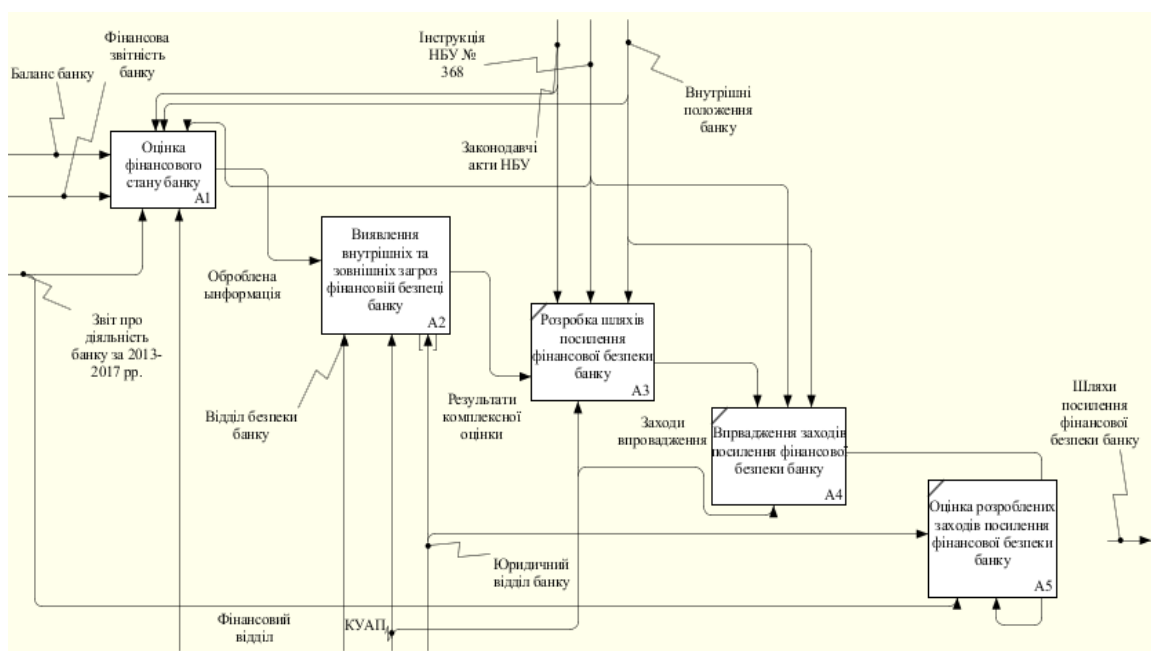 Фінансова
звітність
банку
Баланс банку
Інструкція
НБУ №
368
Внутрішні
положення
банку
Законодавчі
акти НБУ
Оцінка
фінансового
стану банку
A1
Виявлення
внутрішніх та
зовнішніх загроз
фінансовій безпеці
банку
A2
Оброблена
ынформація
Звіт про
діяльність
банку за 2013-
2017 рр.
Розробка шляхів
посилення
фінансової безпеки
банку
A3
Відділ безпеки
банку
Результати
комплексної
оцінки
Заходи
впровадження
Шляхи
посилення
фінансової
безпеки банку
Впрвадження заходів
посилення фінансової
безпеки банку
A4
Оцінка розроблених
заходів посилення
фінансової безпеки
банку
A5
Юридичний
відділ банку
Фінансовий
відділ
КУАП